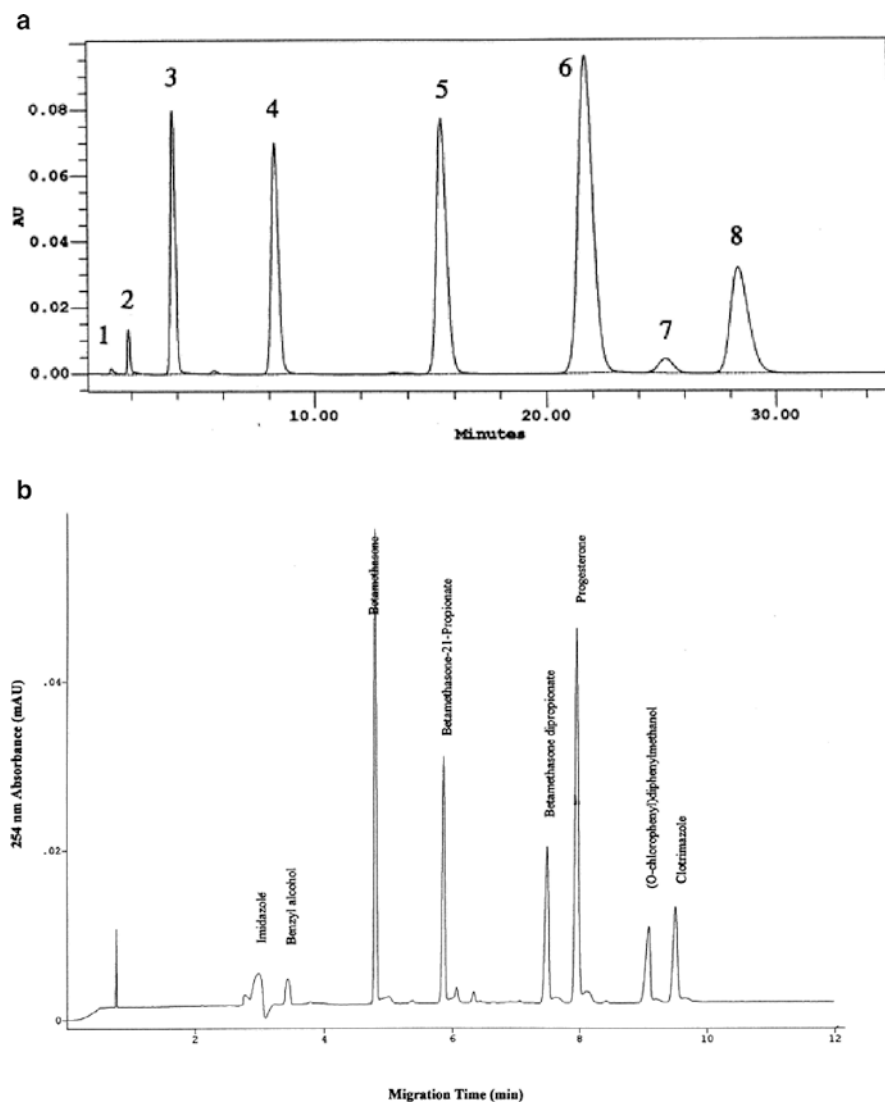 a
3
4
5
6
2
1
7
8
0.08
0.06
0.04
0.02
0.00
AU
10.00
20.00
30.00
Minutes
b
254 nm Absorbance (mAU)
.04
.02
0
Imidazole
Benzyl alcohol
Betamethasone
Betamethasone-21-Propionate
Betamethasone dipropionate
Progesterone
(O-chlorophenyl)diphenylmethanol
Clotrimazole
2
4
6
8
10
12
Migration Time (min)